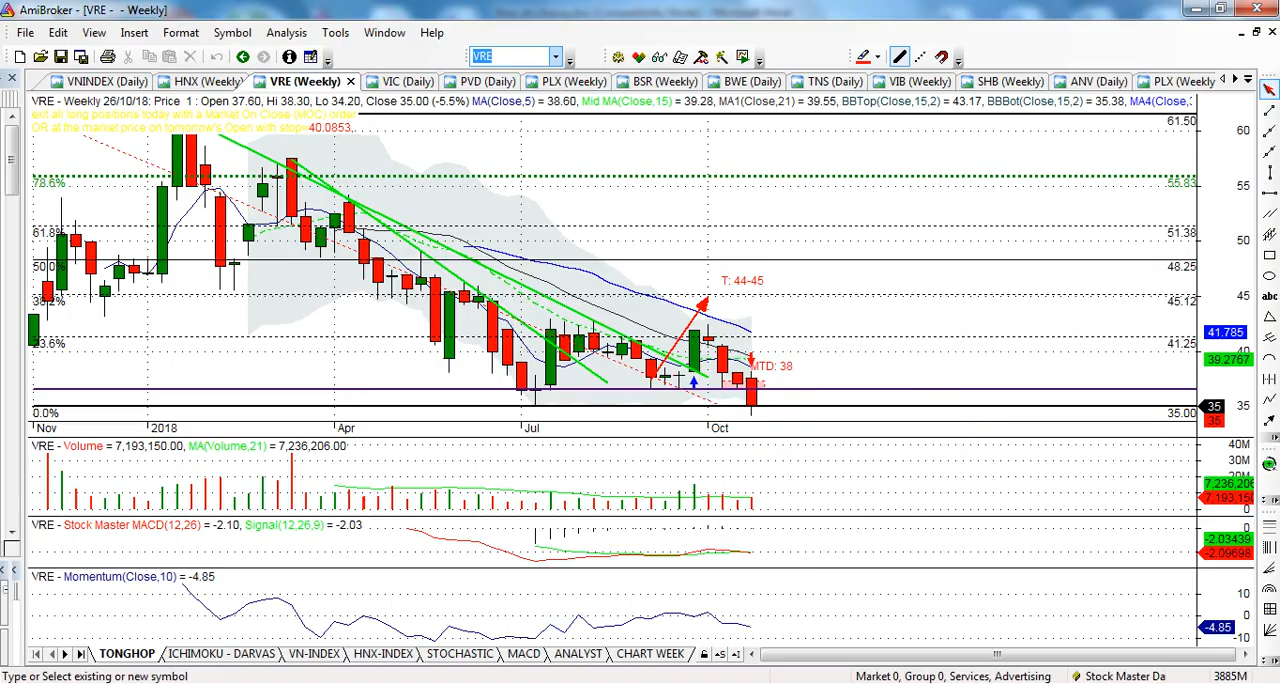 AmiBroker - [VRE - - Weekly]
File Edit View Insert Format Symbol Analysis Tools Window Help
VRE
VNINDEX (Daily) HNX (Weekly) VRE (Weekly) VIC (Daily) PVD (Daily) PLX (Weekly) BSR (Weekly) BWE (Daily) TNS (Daily) VIB (Weekly) SHB (Weekly) ANV (Daily) PLX (Weekly
VRE - Weekly 26/10/18: Price 1 : Open 37.60, Hi 38.30, Lo 34.20, Close 35.00 (-5.5%) MA(Close,5) = 38.60, Mid MA(Close,15) = 39.28, MA1(Close,21) = 39.55, BBTop(Close,15,2) = 43.17, BBBot(Close,15,2) = 35.38, MA4(Close,
exit all long positions today with a Market On Close (MOC) order
OR at the market price on tomorrow's Open with stop=40.0853,
61.50
60
78.6%
55.83
55
61.8%
51.38
50
50.0%
48.25
T: 44-45
45
38.2%
45.12
41.785
23.6%
41.25
40
39.2767
MTD: 38
0.0%
35.00
35
35
35
Nov 2018 Apr Jul Oct
VRE - Volume = 7,193,150.00, MA(Volume,21) = 7,236,206.00
40M
30M
20M
7,236,206
7,193,150
0
VRE - Stock Master MACD(12,26) = -2.10, Signal(12,26,9) = -2.03
0
-2.03439
-2.09698
VRE - Momentum(Close,10) = -4.85
10
0
-4.85
-10
TONGHOP ICHIMOKU - DARVAS VN-INDEX HNX-INDEX STOCHASTIC MACD ANALYST CHART WEEK
Type or Select existing or new symbol Market 0, Group 0, Services, Advertising Stock Master Da 3885M